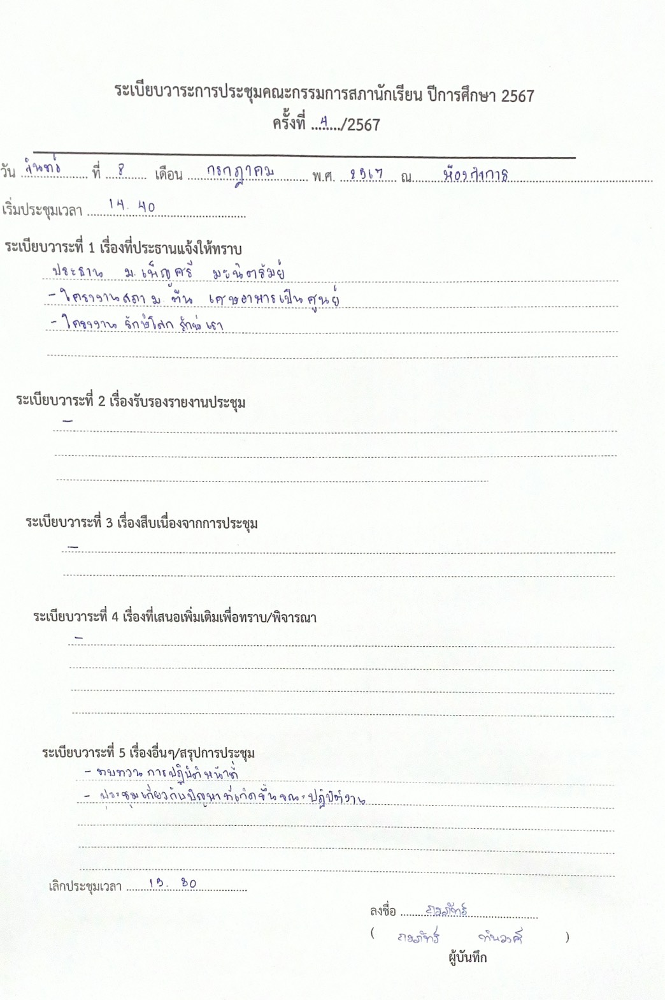 ระเบียบวาระการประชุมคณะกรรมการสภานักเรียน ปีการศึกษา 2567
ครั้งที่ ...4.../2567
วัน จันทร์ ที่ 8 เดือน กรกฎาคม พ.ศ. 2567 ณ ห้องกิจการ
เริ่มประชุมเวลา 14.40
ระเบียบวาระที่ 1 เรื่องที่ประธานแจ้งให้ทราบ
ประธาน ม.เพ็ญศรี
- โครงงานสภา ม.ต้น เศษอาหารเป็นศูนย์
- โครงงาน รักษ์โลก รักษ์เรา
ระเบียบวาระที่ 2 เรื่องรับรองรายงานประชุม
-
ระเบียบวาระที่ 3 เรื่องสืบเนื่องจากการประชุม
-
ระเบียบวาระที่ 4 เรื่องที่เสนอเพิ่มเติมเพื่อทราบ/พิจารณา
-
ระเบียบวาระที่ 5 เรื่องอื่นๆ/สรุปการประชุม
- ทบทวน การปฏิบัติหน้าที่
- ประชุมเกี่ยวกับปัญหาที่เกิดขึ้นขณะปฏิบัติงาน
เลิกประชุมเวลา 15.30
ลงชื่อ
( )
ผู้บันทึก